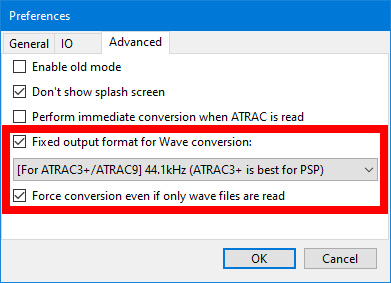 Preferences
General IO Advanced
Enable old mode
Don't show splash screen
Perform immediate conversion when ATRAC is read
Fixed output format for Wave conversion:
[For ATRAC3+/ATRAC9] 44.1kHz (ATRAC3+ is best for PSP)
Force conversion even if only wave files are read
OK Cancel